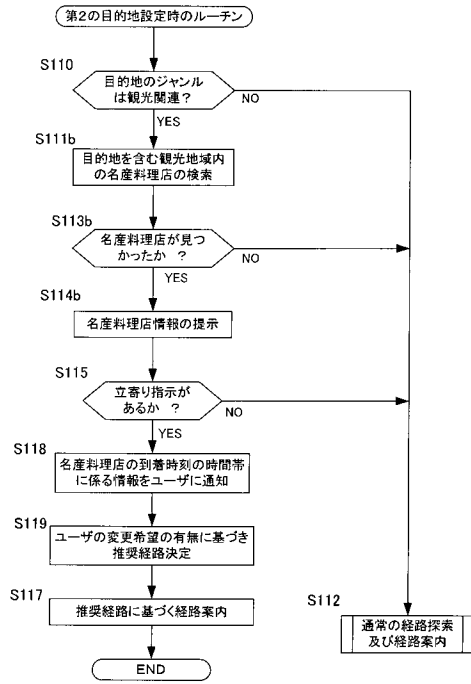 第2の目的地設定時のルーチン
S110
目的地のジャンル
は観光関連？
NO
YES
S111b
目的地を含む観光地域内
の名産料理店の検索
S113b
名産料理店が見つ
かったか　？
NO
YES
S114b
名産料理店情報の提示
S115
立寄り指示が
あるか　？
NO
YES
S118
名産料理店の到着時刻の時間帯
に係る情報をユーザに通知
S119
ユーザの変更希望の有無に基づき
推奨経路決定
S117
推奨経路に基づく経路案内
S112
通常の経路探索
及び経路案内
END